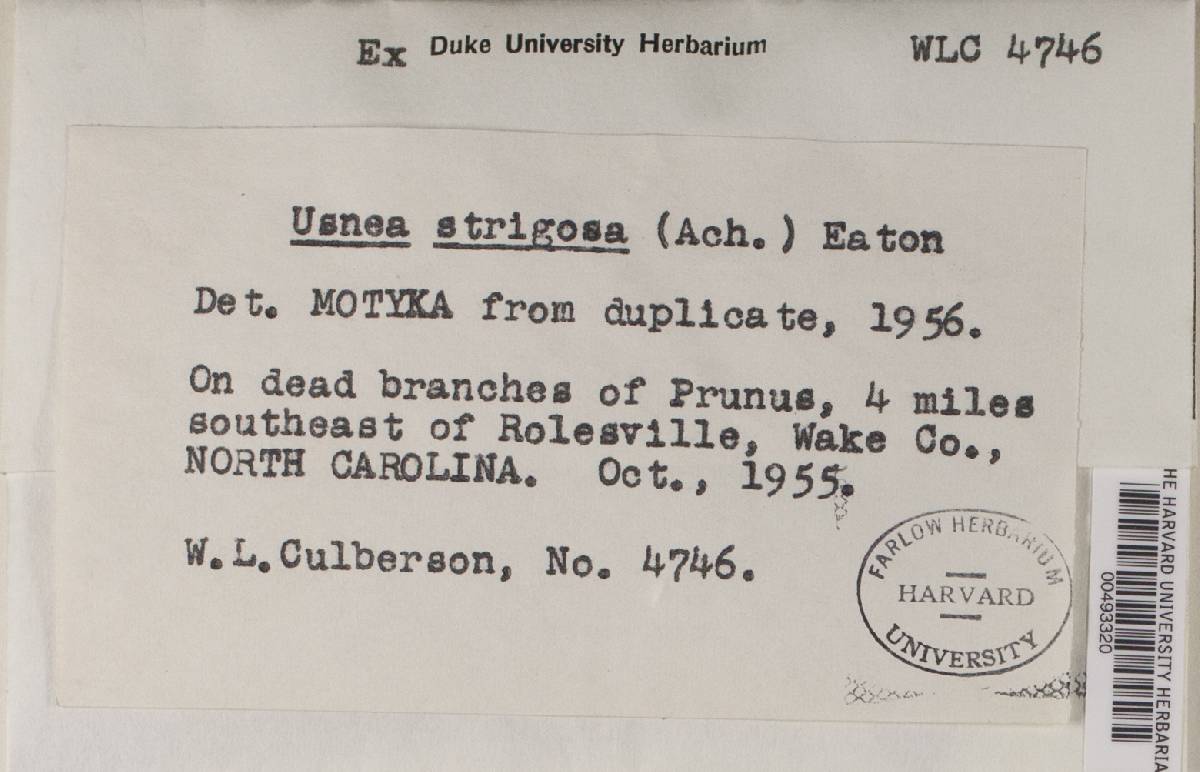 Ex Duke University Herbarium WLC 4746
Usnea strigosa (Ach.) Eaton
Det. MOTYKA from duplicate, 1956.
On dead branches of Prunus, 4 miles
southeast of Rolesville, Wake Co.,
NORTH CAROLINA. Oct., 1955.
W.L.Culberson, No. 4746.
FARLOW HERBARIUM
HARVARD
UNIVERSITY
HE HARVARD UNIVERSITY HERBARIA
00493320